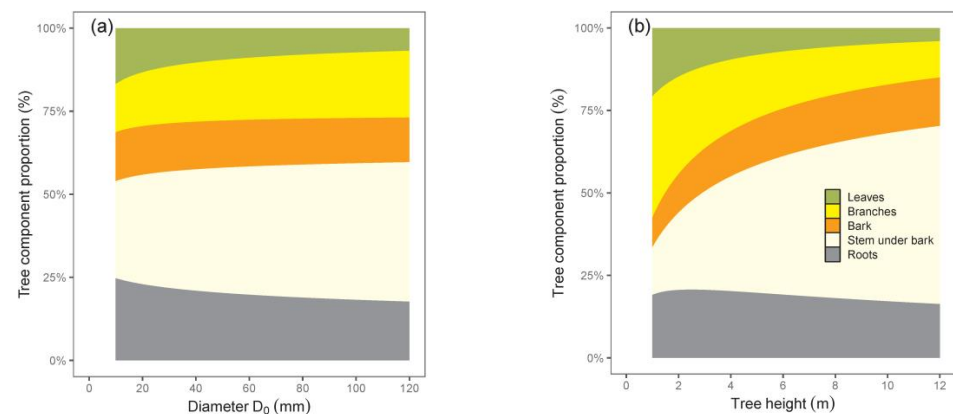 (a)
Tree component proportion (%)
100%
75%
50%
25%
0%
0 20 40 60 80 100 120
Diameter D0 (mm)
(b)
Tree component proportion (%)
100%
75%
50%
25%
0%
Leaves
Branches
Bark
Stem under bark
Roots
0 2 4 6 8 10 12
Tree height (m)